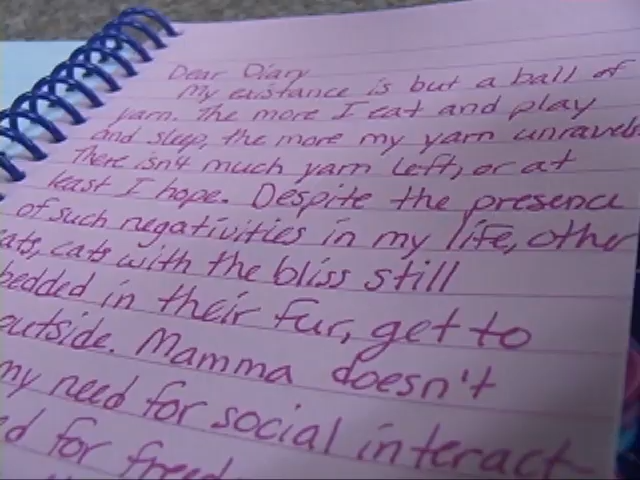 Dear Diary
My existance is but a ball of
yarn. The more I eat and play
and sleep, the more my yarn unravels
There isn't much yarn left, or at
least I hope. Despite the presence
of such negativities in my life, other
ats, cats with the bliss still
bedded in their fur, get to
outside. Mamma doesn't
my need for social interact
d for freed